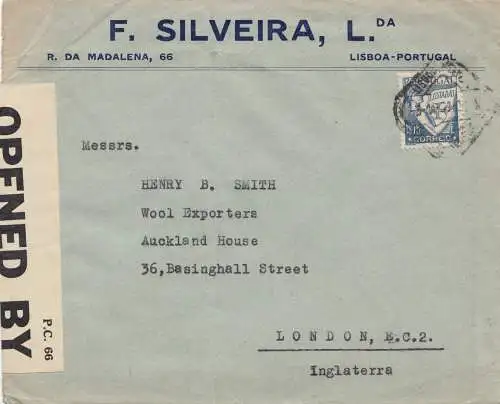 F. SILVEIRA, L.DA
R. DA MADALENA, 66 LISBOA-PORTUGAL
CORREIO
Messrs.
HENRY B. SMITH
Wool Exporters
Auckland House
36,Basinghall Street
LONDON, E.C.2.
Inglaterra
OPENED BY
P.C. 66